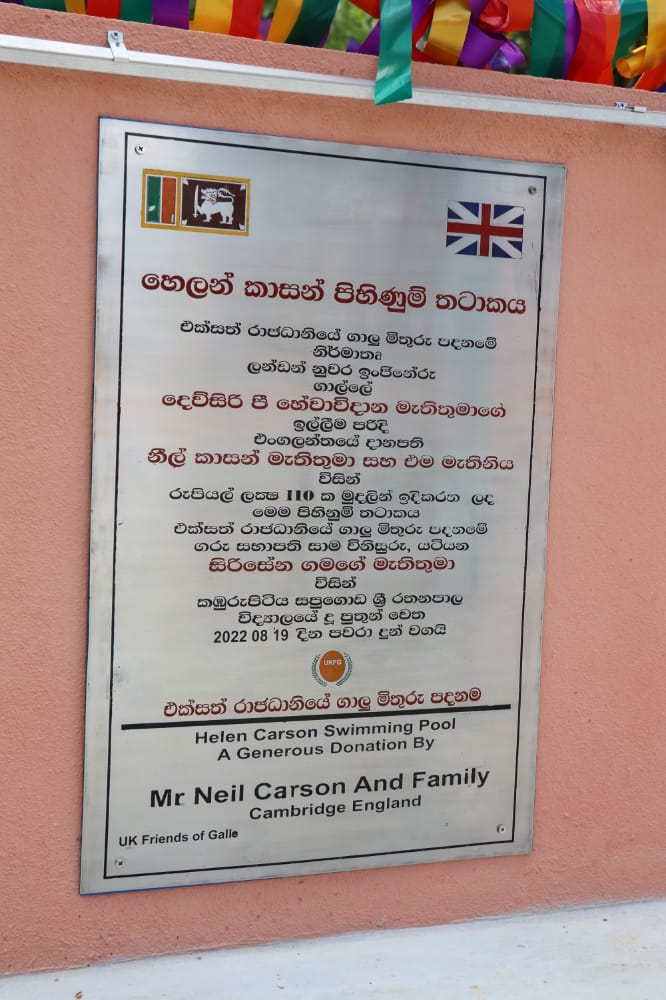 හෙලන් කාසන් පිහිණුම් තටාකය
එක්සත් රාජධානියේ ගාලු මිතුරු පදනමේ
නිර්මාතෘ
ලන්ඩන් නුවර ඉංජිනේරු
ගාල්ලේ
දෙව්සිරි පී හේවාවිදාන මැතිතුමාගේ
ඉල්ලීම පරිදි
එංගලන්තයේ දානපති
නීල් කාසන් මැතිතුමා සහ එම මැතිනිය
විසින්
රුපියල් ලක්ෂ 110 ක මුදලින් ඉදිකරන ලද
මෙම පිහිනුම් තටාකය
එක්සත් රාජධානියේ ගාලු මිතුරු පදනමේ
ගරු සභාපති සාම විනිසුරු, යටියන
සිරිසේන ගමගේ මැතිතුමා
විසින්
කඹුරුපිටිය සපුගොඩ ශ්‍රී රතනපාල
විද්‍යාලයේ දූ පුතුන් වෙත
2022 08 19 දින පවරා දුන් වගයි
UKFG
එක්සත් රාජධානියේ ගාලු මිතුරු පදනම
Helen Carson Swimming Pool
A Generous Donation By
Mr Neil Carson And Family
Cambridge England
UK Friends of Galle